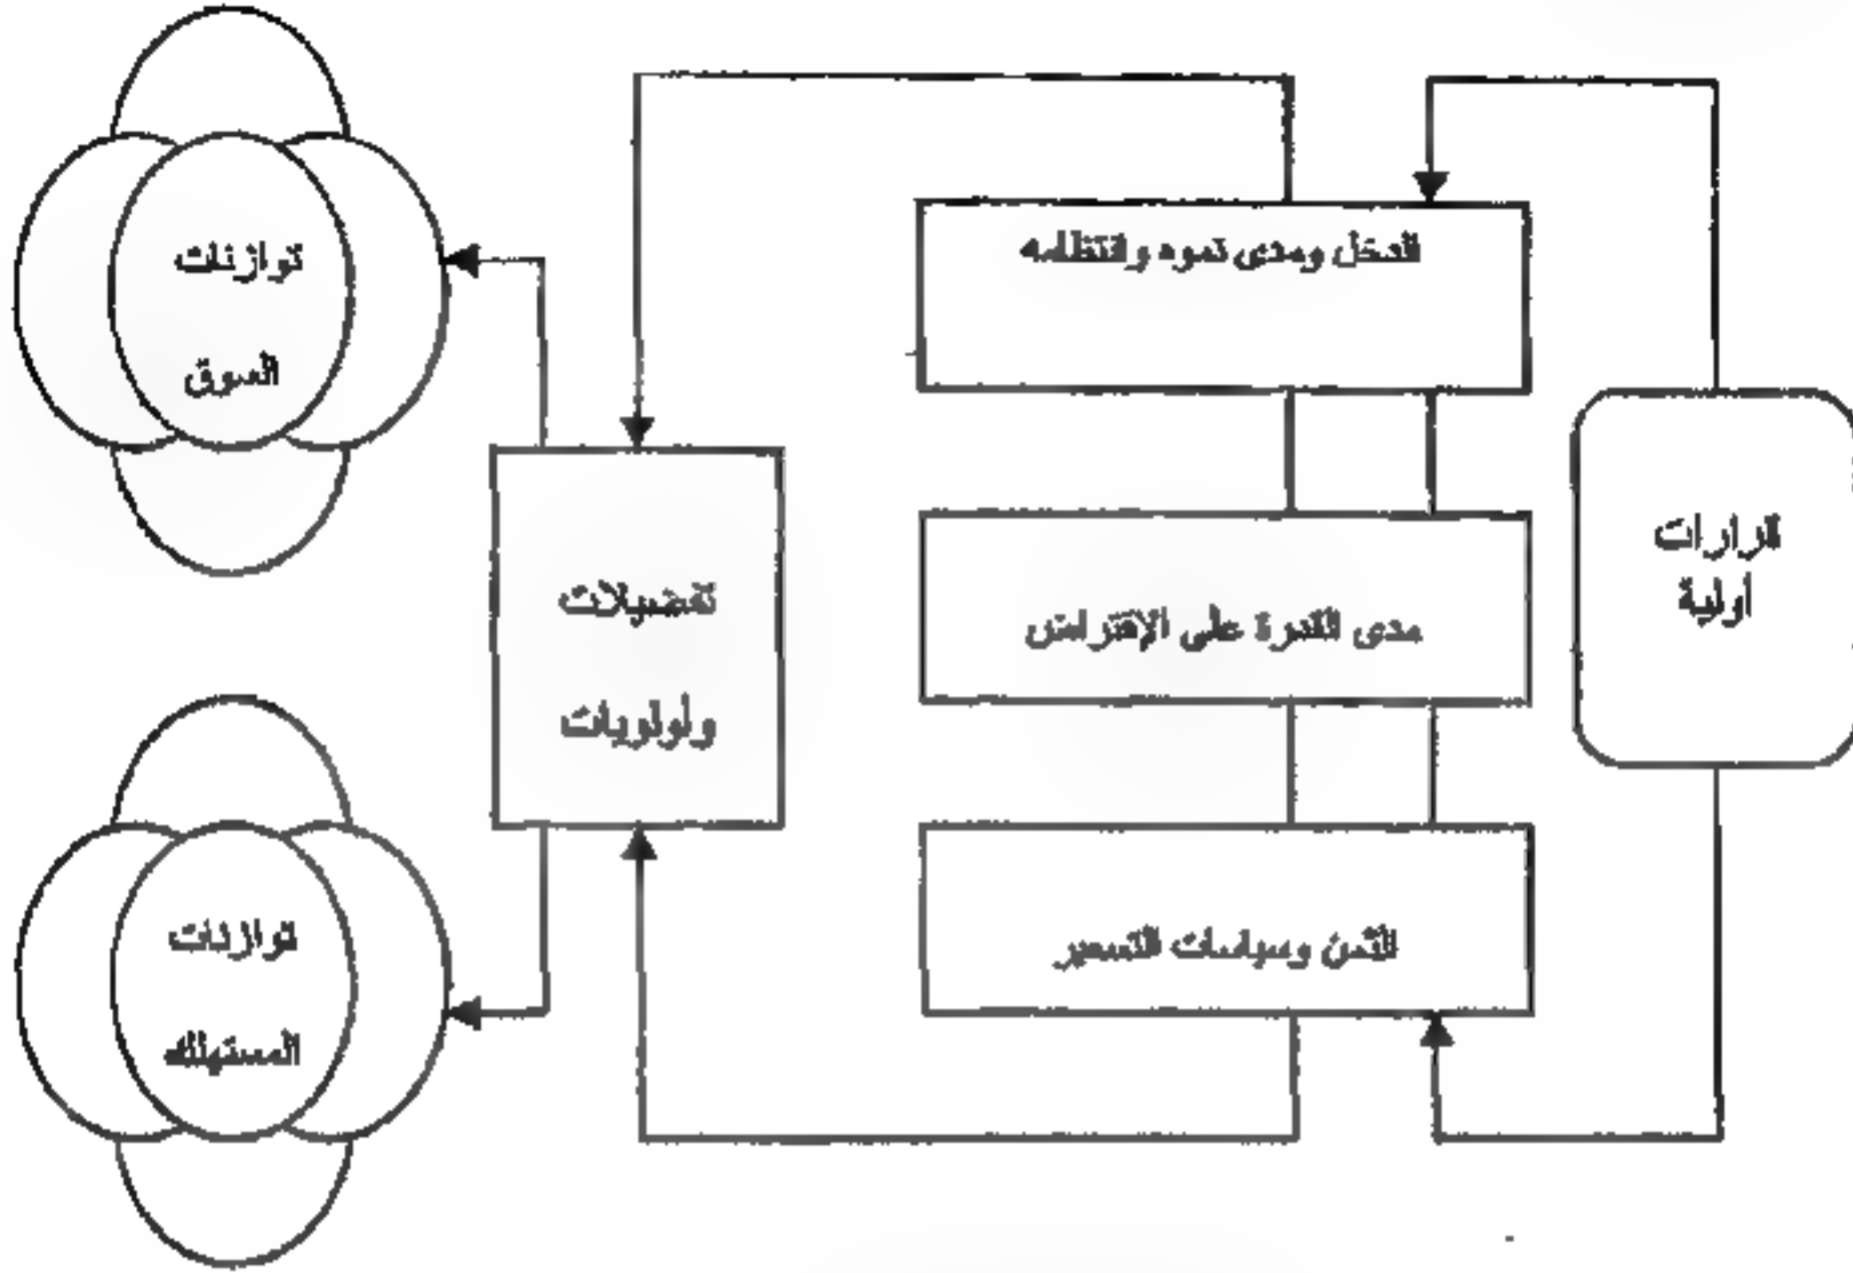 قرارات
أولية
الدخل ومدى نموه وانتظامه
مدى القدرة على الإقتراض
الثمن وسياسات التسعير
تفضيلات
وأولويات
توازنات
السوق
توازنات
المستهلك